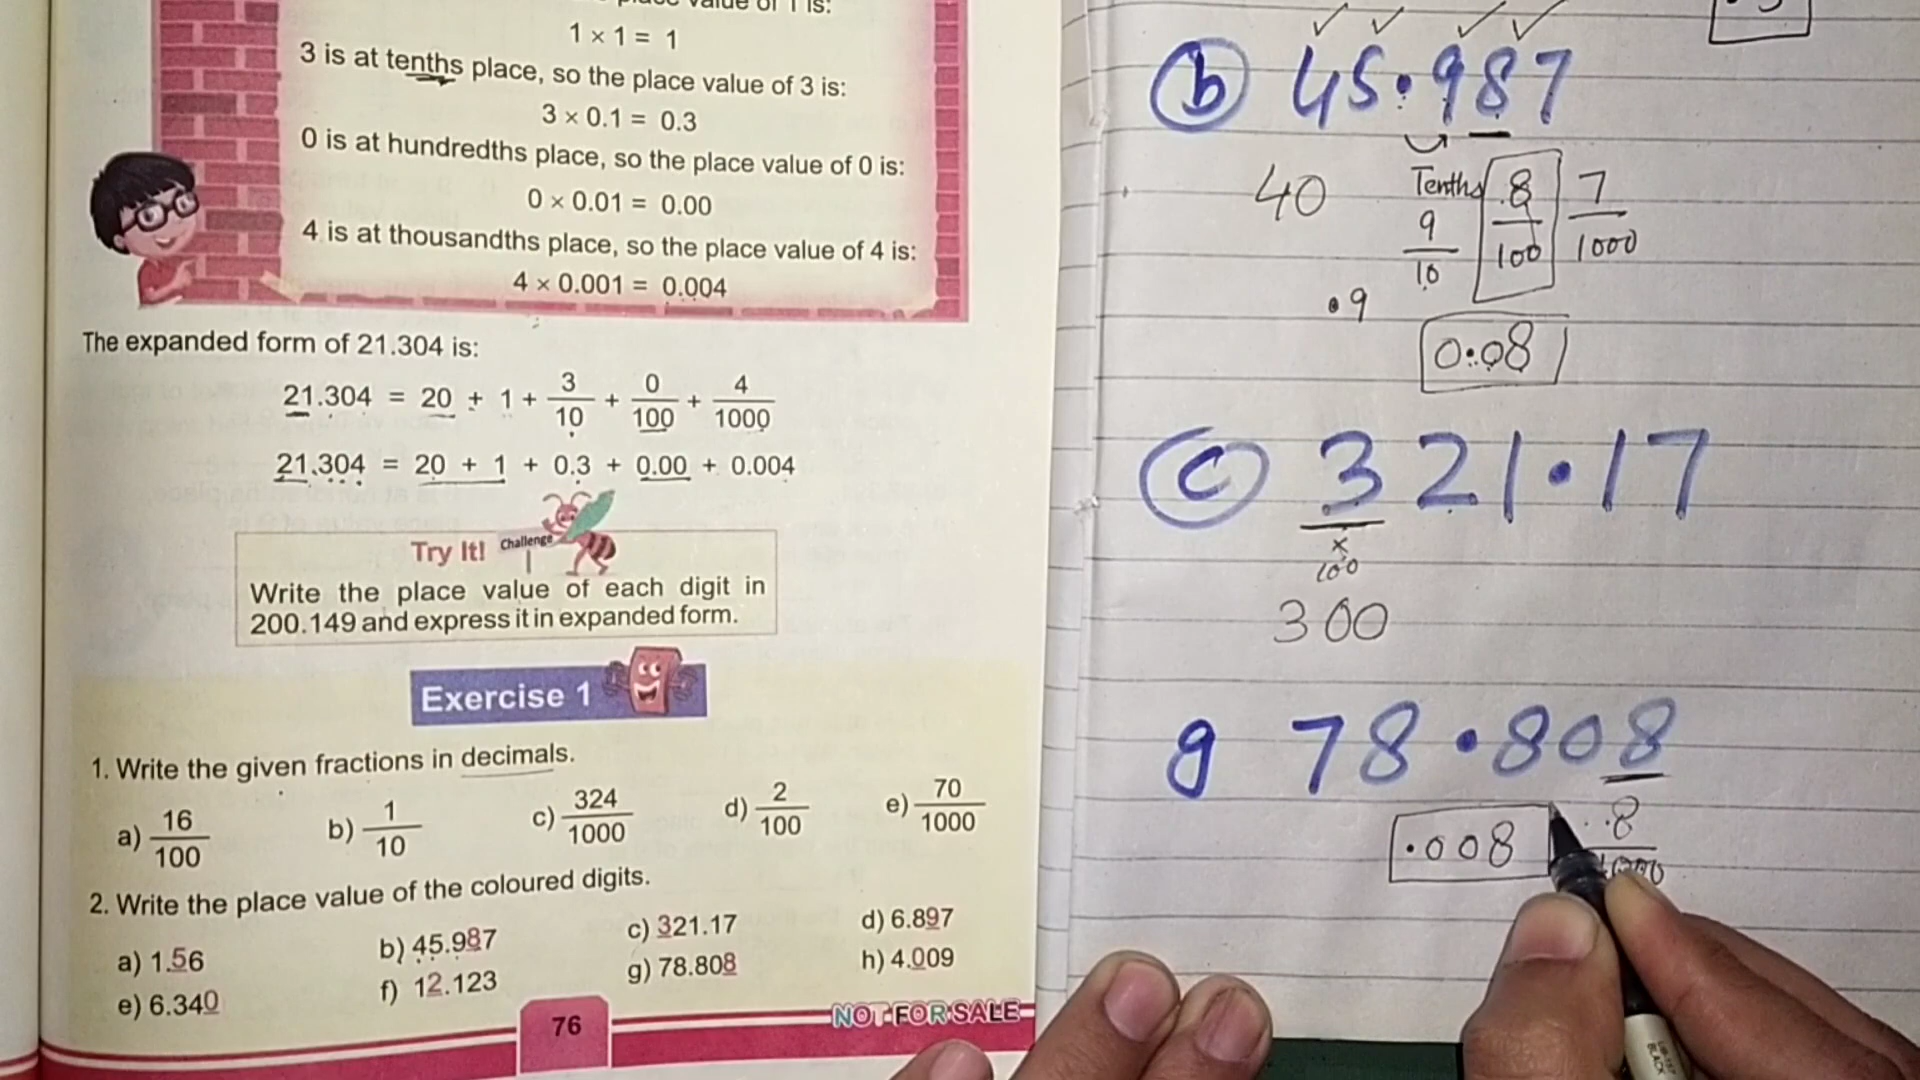 place value of 1 is:
1 × 1 = 1
3 is at tenths place, so the place value of 3 is:
3 × 0.1 = 0.3
0 is at hundredths place, so the place value of 0 is:
0 × 0.01 = 0.00
4 is at thousandths place, so the place value of 4 is:
4 × 0.001 = 0.004
The expanded form of 21.304 is:
21.304 = 20 + 1 + 3/10 + 0/100 + 4/1000
21.304 = 20 + 1 + 0.3 + 0.00 + 0.004
Try It! Challenge
Write the place value of each digit in
200.149 and express it in expanded form.
Exercise 1
1. Write the given fractions in decimals.
a) 16/100 b) 1/10 c) 324/1000 d) 2/100 e) 70/1000
2. Write the place value of the coloured digits.
a) 1.56 b) 45.987 c) 321.17 d) 6.897
e) 6.340 f) 12.123 g) 78.808 h) 4.009
76
NOT FOR SALE
b 45.987
40 Tenths 9/10 8/100 7/1000
.9
0.08
c 321.17
×
100
300
g 78.808
.008 8/1000